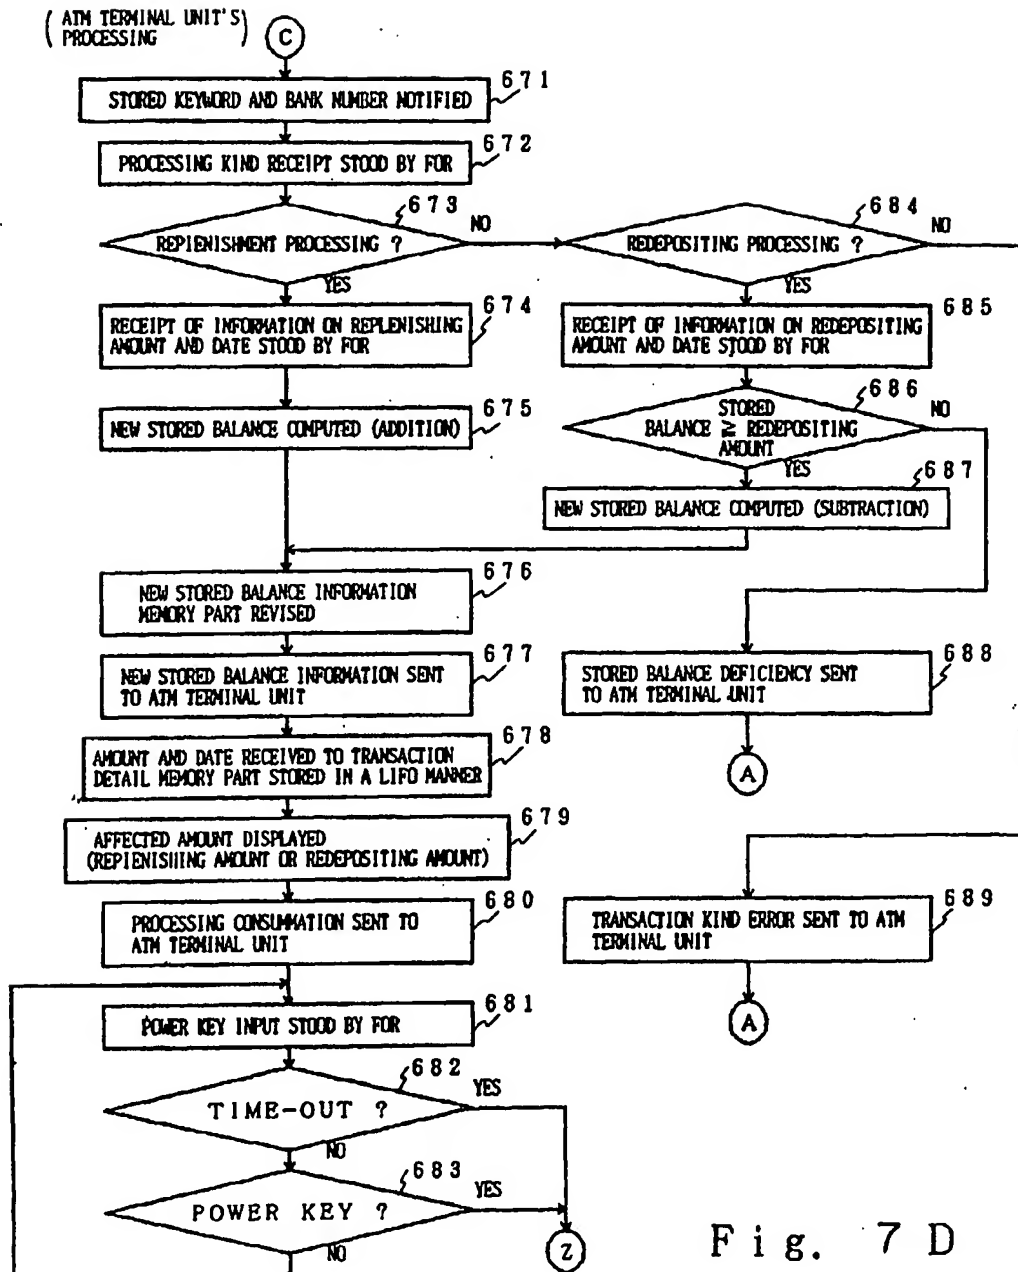 (ATM TERMINAL UNIT'S
PROCESSING)
C
671
STORED KEYWORD AND BANK NUMBER NOTIFIED
672
PROCESSING KIND RECEIPT STOOD BY FOR
673
REPLENISHMENT PROCESSING ?
NO
YES
684
REDEPOSITING PROCESSING ?
NO
YES
674
RECEIPT OF INFORMATION ON REPLENISHING
AMOUNT AND DATE STOOD BY FOR
685
RECEIPT OF INFORMATION ON REDEPOSITING
AMOUNT AND DATE STOOD BY FOR
675
NEW STORED BALANCE COMPUTED (ADDITION)
686
STORED
BALANCE ≧ REDEPOSITING
AMOUNT
NO
YES
687
NEW STORED BALANCE COMPUTED (SUBTRACTION)
676
NEW STORED BALANCE INFORMATION
MEMORY PART REVISED
677
NEW STORED BALANCE INFORMATION SENT
TO ATM TERMINAL UNIT
688
STORED BALANCE DEFICIENCY SENT
TO ATM TERMINAL UNIT
A
678
AMOUNT AND DATE RECEIVED TO TRANSACTION
DETAIL MEMORY PART STORED IN A LIFO MANNER
679
AFFECTED AMOUNT DISPLAYED
(REPLENISHING AMOUNT OR REDEPOSITING AMOUNT)
680
PROCESSING CONSUMMATION SENT TO
ATM TERMINAL UNIT
689
TRANSACTION KIND ERROR SENT TO ATM
TERMINAL UNIT
A
681
POWER KEY INPUT STOOD BY FOR
682
TIME-OUT ?
YES
NO
683
POWER KEY ?
YES
NO
Z
Fig. 7D